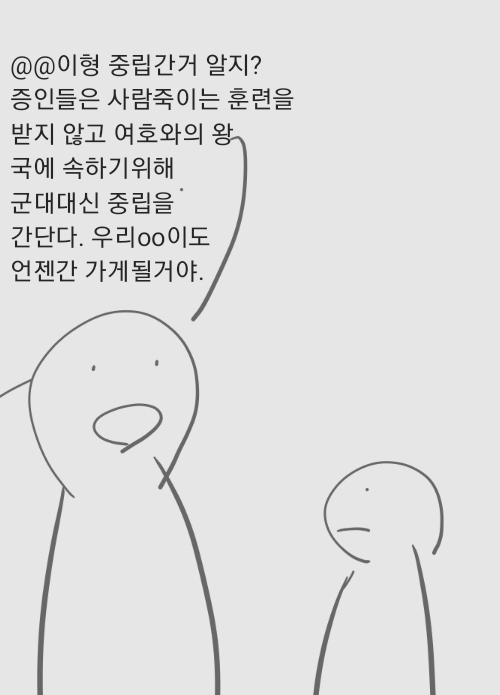 @@이형 중립간거 알지?
증인들은 사람죽이는 훈련을
받지 않고 여호와의 왕
국에 속하기위해
군대대신 중립을
간단다. 우리oo이도
언젠간 가게될거야.